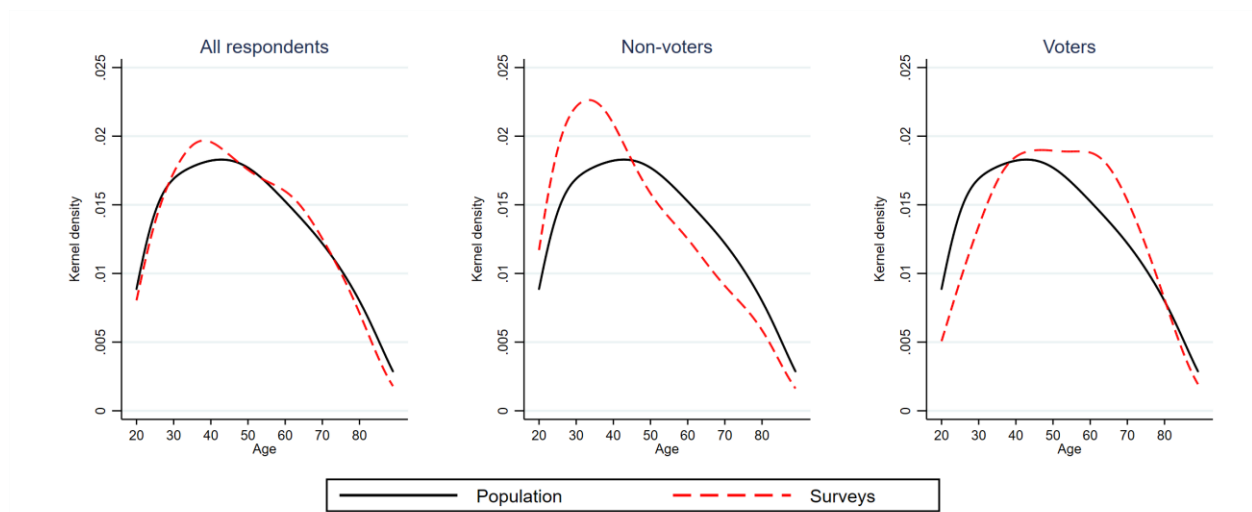 All respondents
Kernel density
.025
.02
.015
.01
.005
0
20 30 40 50 60 70 80
Age
Non-voters
Kernel density
.025
.02
.015
.01
.005
0
20 30 40 50 60 70 80
Age
Voters
Kernel density
.025
.02
.015
.01
.005
0
20 30 40 50 60 70 80
Age
Population Surveys